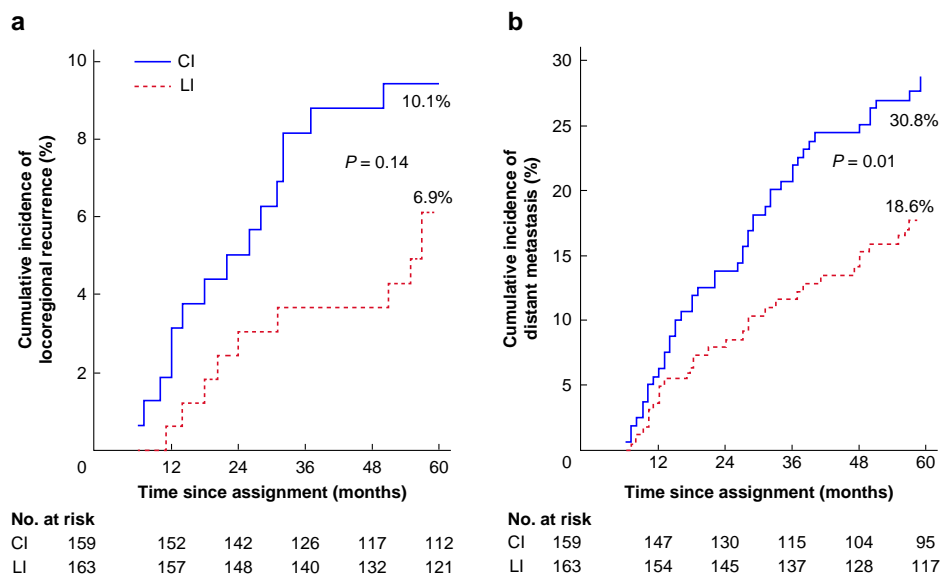 a
Cumulative incidence of
locoregional recurrence (%)
10
8
6
4
2
0
CI
LI
10.1%
P = 0.14
6.9%
12 24 36 48 60
Time since assignment (months)
No. at risk
CI 159 152 142 126 117 112
LI 163 157 148 140 132 121
b
Cumulative incidence of
distant metastasis (%)
30
25
20
15
10
5
0
30.8%
P = 0.01
18.6%
12 24 36 48 60
Time since assignment (months)
No. at risk
CI 159 147 130 115 104 95
LI 163 154 145 137 128 117